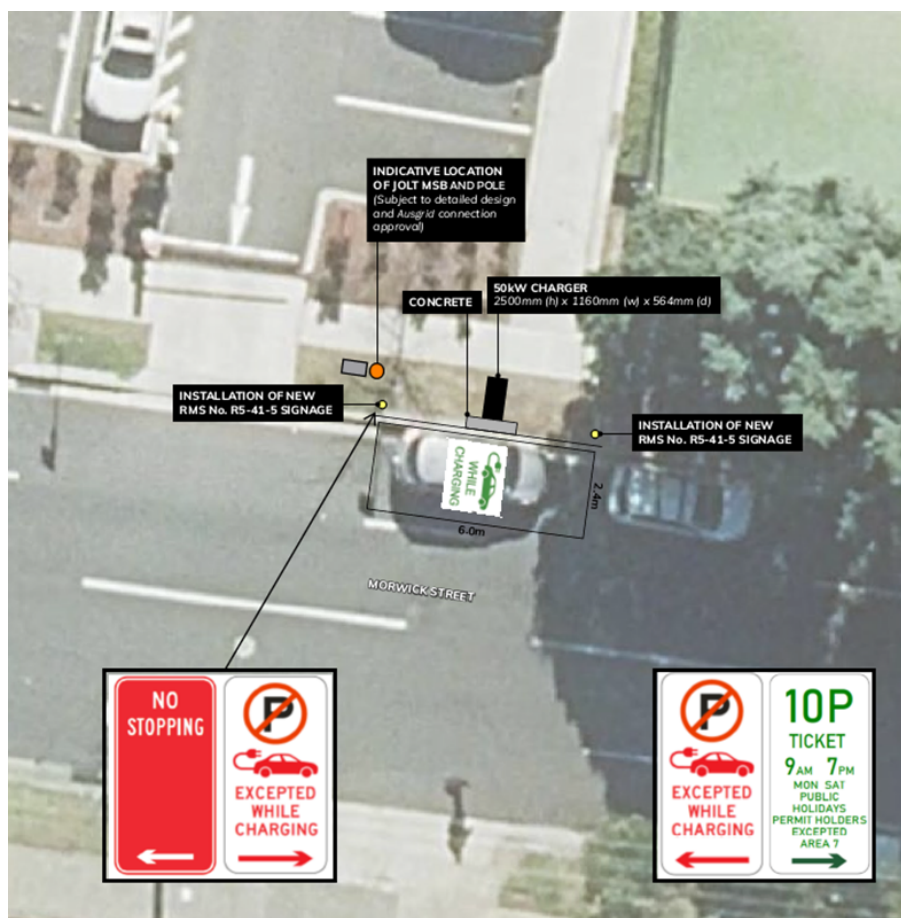 INDICATIVE LOCATION
OF JOLT MSB AND POLE
(Subject to detailed design
and Ausgrid connection
approval)
50kW CHARGER
2500mm (h) x 1160mm (w) x 564mm (d)
CONCRETE
INSTALLATION OF NEW
RMS No. R5-41-5 SIGNAGE
INSTALLATION OF NEW
RMS No. R5-41-5 SIGNAGE
WHILE
CHARGING
2.4m
6.0m
MORWICK STREET
NO
STOPPING
P
EXCEPTED
WHILE
CHARGING
P
EXCEPTED
WHILE
CHARGING
10P
TICKET
9AM 7PM
MON SAT
PUBLIC
HOLIDAYS
PERMIT HOLDERS
EXCEPTED
AREA 7